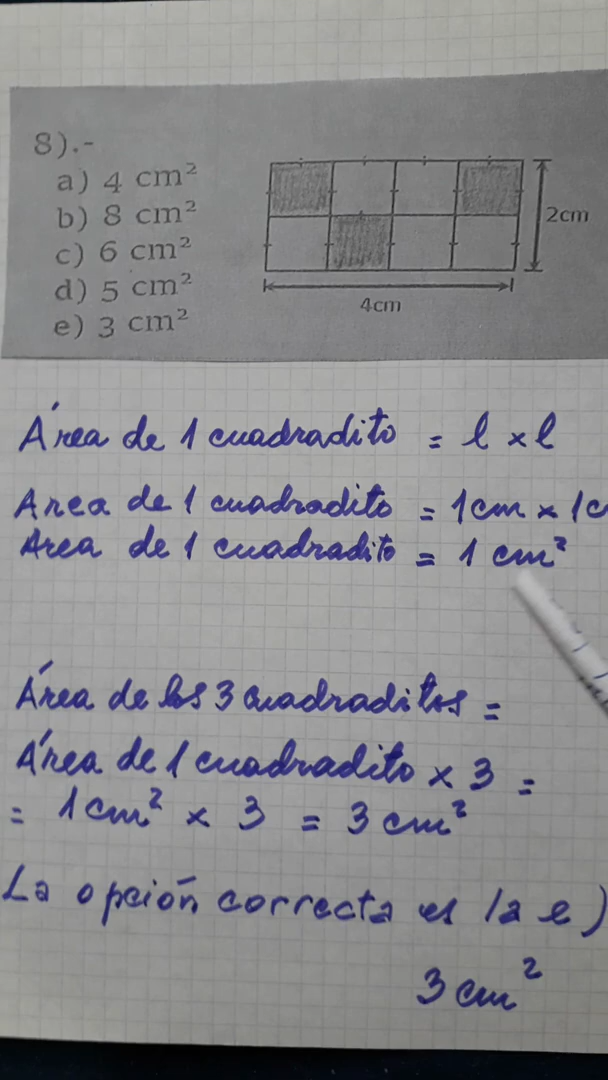 8).-
a) 4 cm²
b) 8 cm²
c) 6 cm²
d) 5 cm²
e) 3 cm²
2cm
4cm
Área de 1 cuadradito = l x l
Area de 1 cuadradito = 1cm x 1c
Area de 1 cuadradito = 1 cm²
Área de los 3 cuadraditos =
Área de 1 cuadradito x 3 =
= 1cm² x 3 = 3 cm²
La opción correcta es la e)
3 cm²